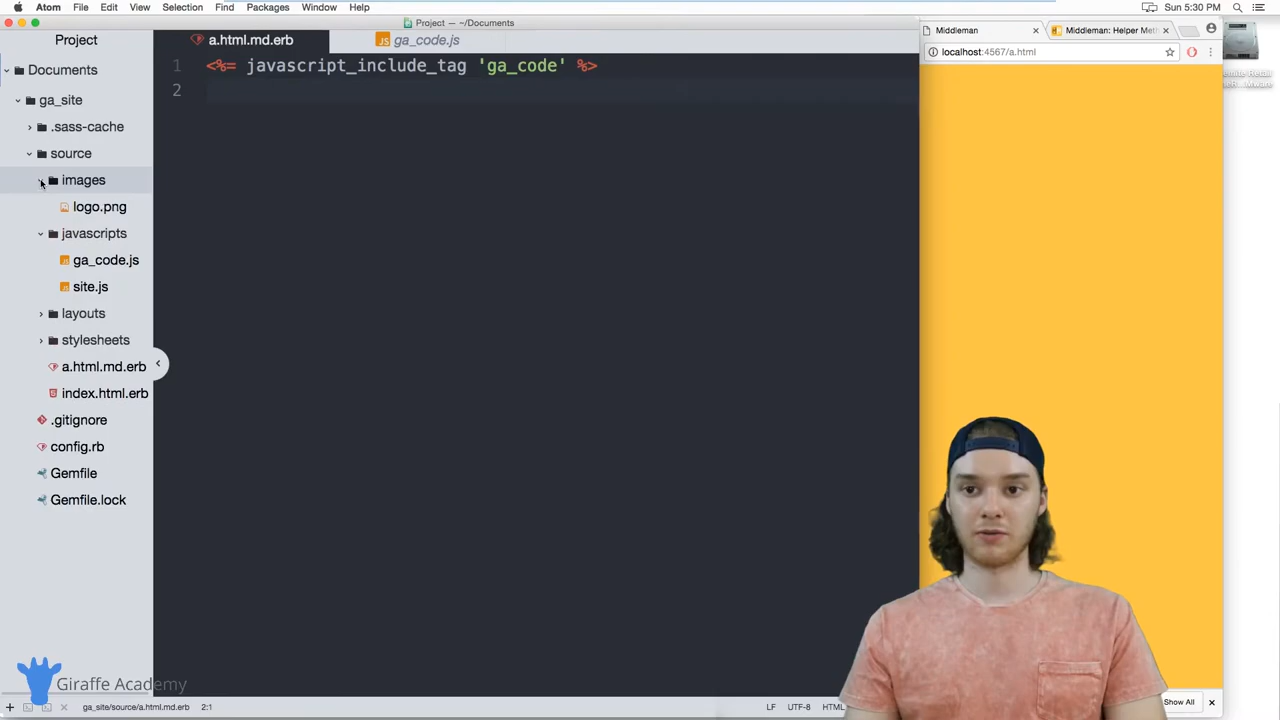 Atom File Edit View Selection Find Packages Window Help
Sun 5:30 PM
Project — ~/Documents
Project
Documents
ga_site
.sass-cache
source
images
logo.png
javascripts
ga_code.js
site.js
layouts
stylesheets
a.html.md.erb
index.html.erb
.gitignore
config.rb
Gemfile
Gemfile.lock
a.html.md.erb
ga_code.js
1 <%= javascript_include_tag 'ga_code' %>
2
Middleman
Middleman: Helper Meth
localhost:4567/a.html
Giraffe Academy
ga_site/source/a.html.md.erb 2:1
LF UTF-8 HTML
Show All